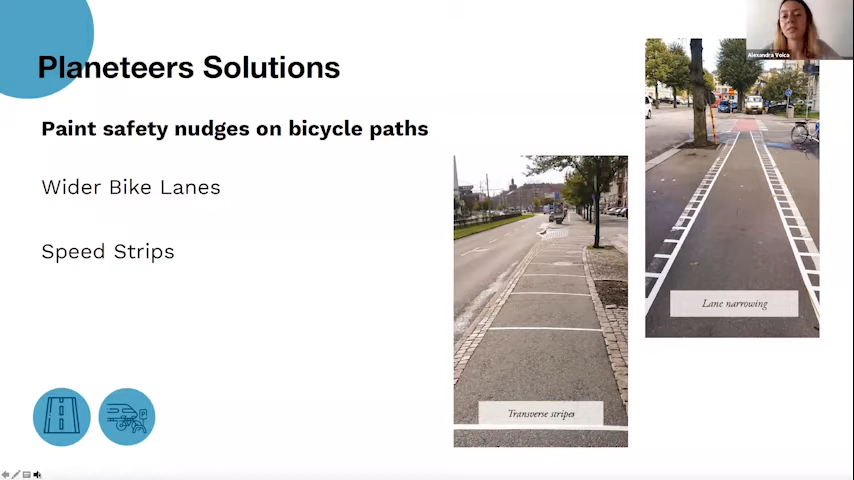 Alexandra Voica
Planeteers Solutions
Paint safety nudges on bicycle paths
Wider Bike Lanes
Speed Strips
Lane narrowing
Transverse stripes
P